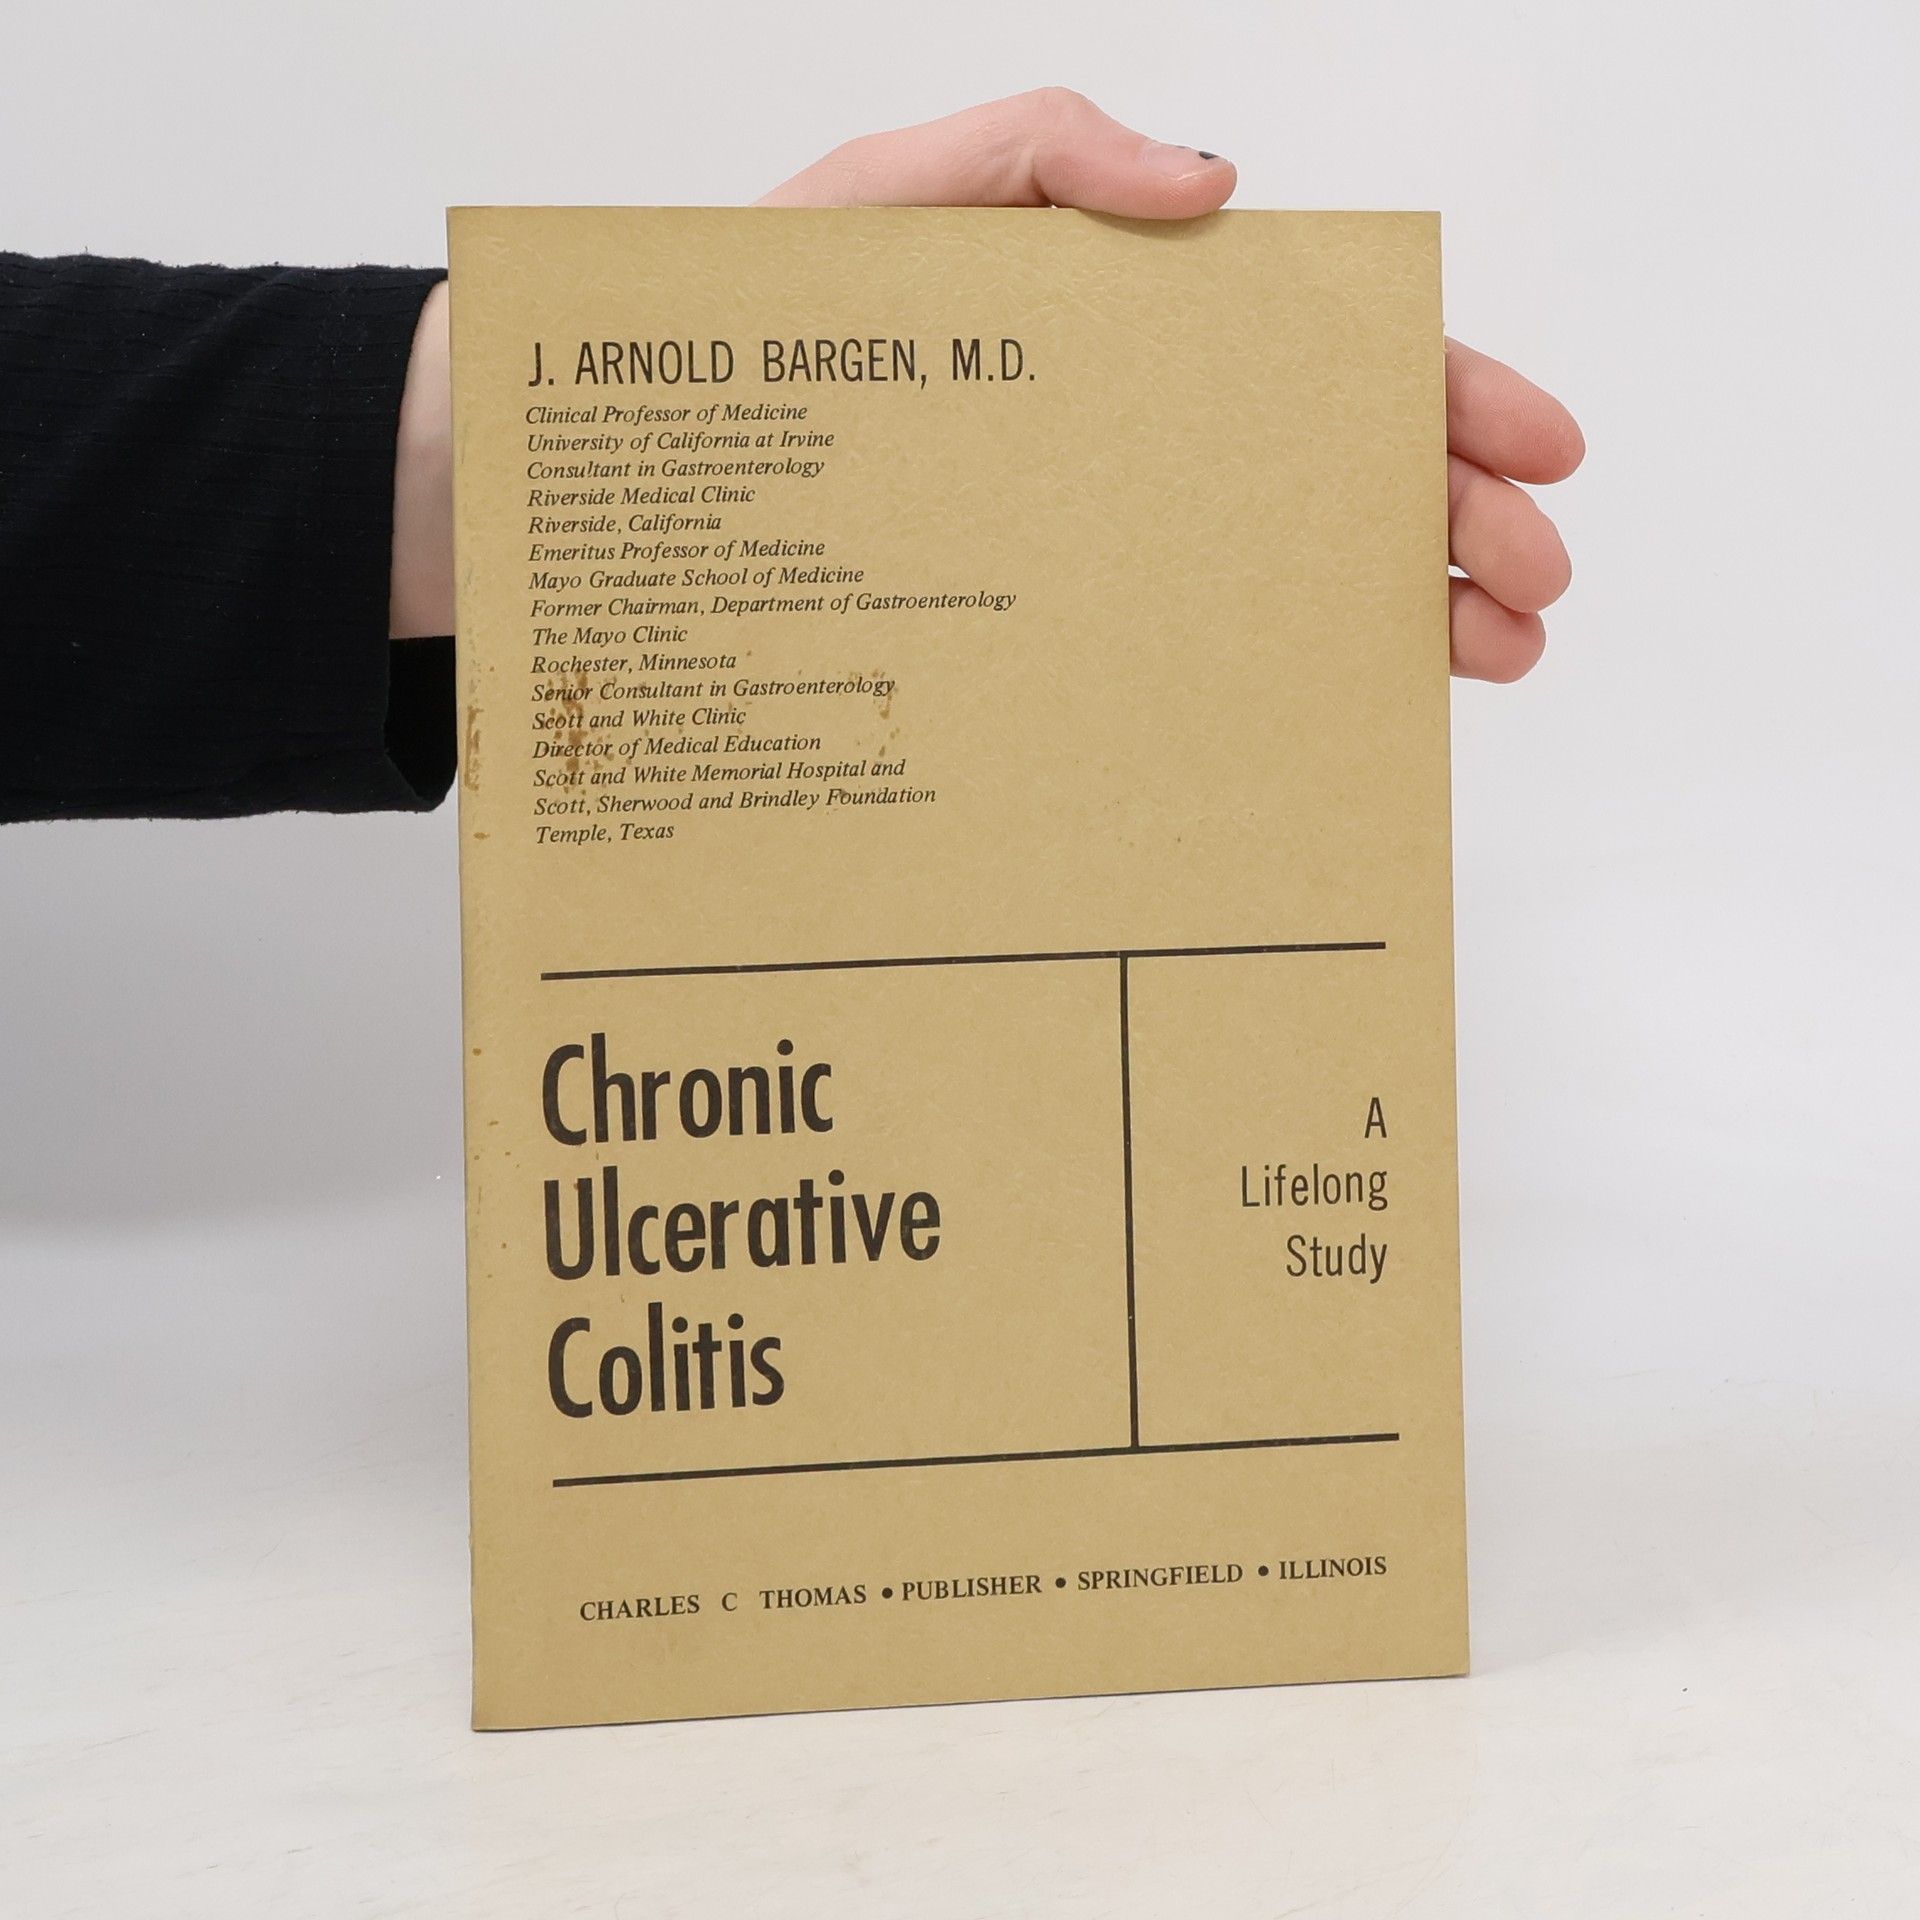 J. ARNOLD BARGEN, M.D.
Clinical Professor of Medicine
University of California at Irvine
Consultant in Gastroenterology
Riverside Medical Clinic
Riverside, California
Emeritus Professor of Medicine
Mayo Graduate School of Medicine
Former Chairman, Department of Gastroenterology
The Mayo Clinic
Rochester, Minnesota
Senior Consultant in Gastroenterology
Scott and White Clinic
Director of Medical Education
Scott and White Memorial Hospital and
Scott, Sherwood and Brindley Foundation
Temple, Texas
Chronic
Ulcerative
Colitis
A
Lifelong
Study
CHARLES C THOMAS • PUBLISHER • SPRINGFIELD • ILLINOIS